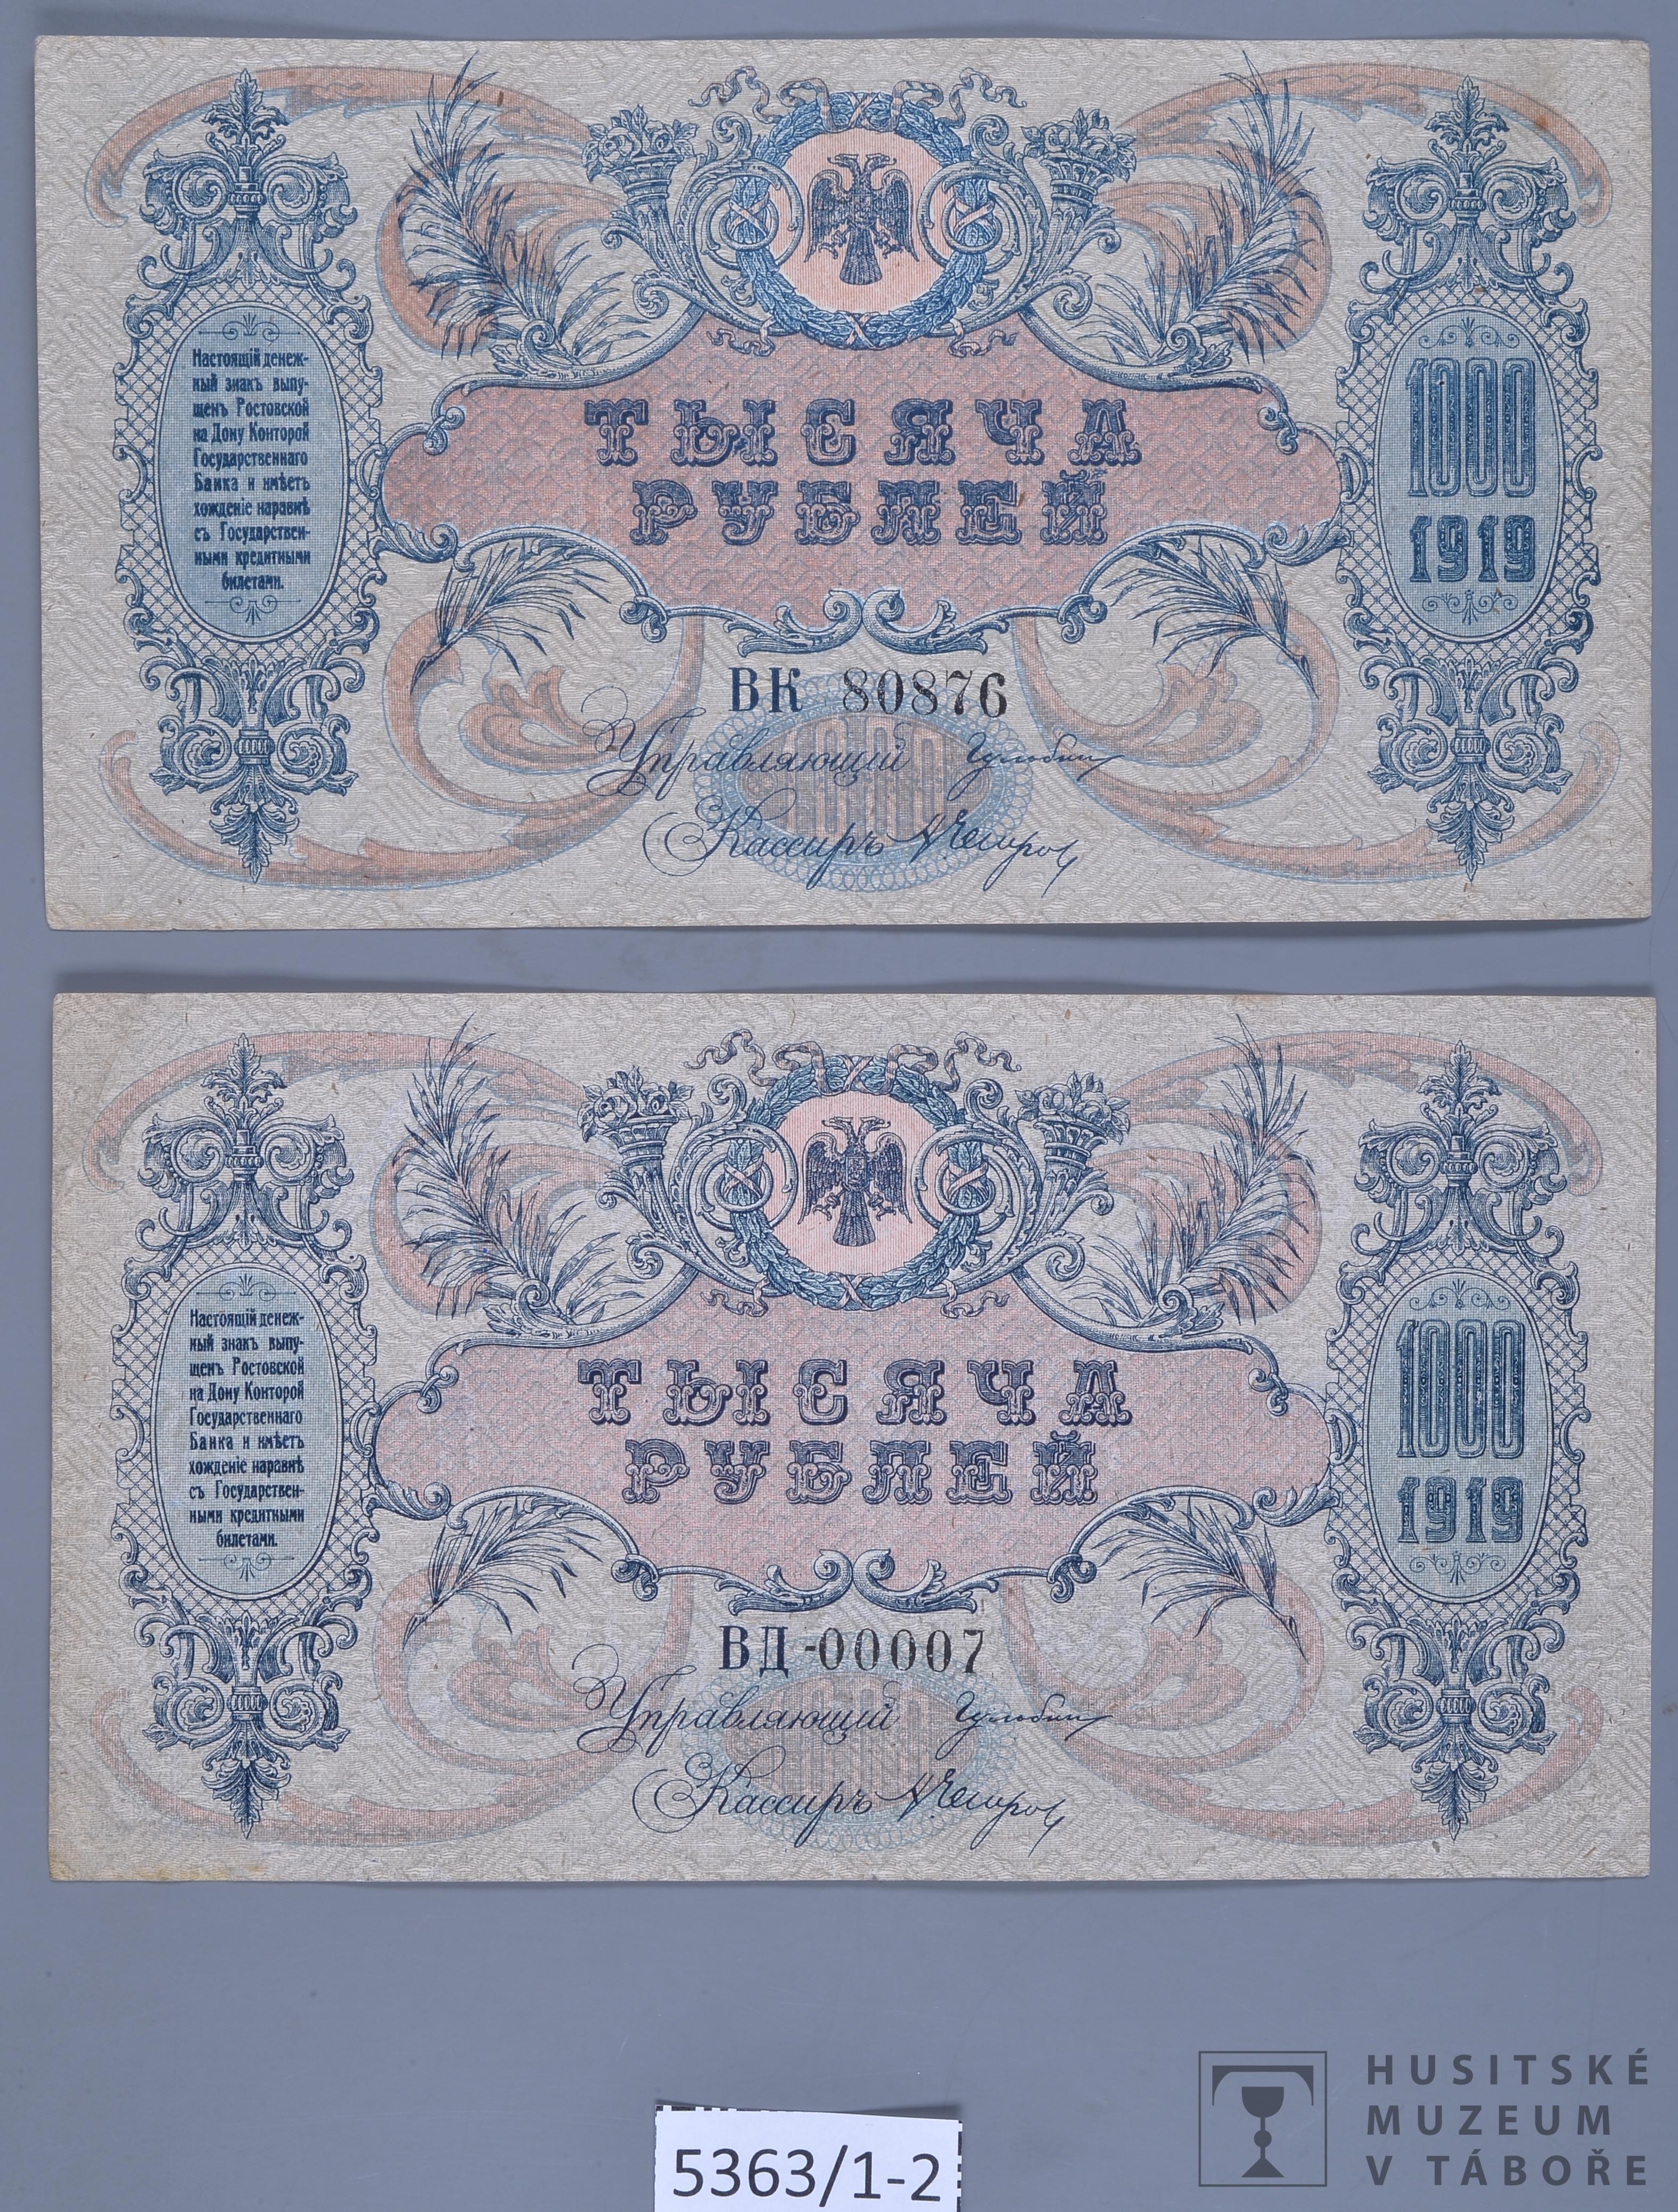 Настоящій денеж-
ный знакъ выпу-
щенъ Ростовской
на Дону Конторой
Государственнаго
Банка и имѣетъ
хожденіе наравнѣ
съ Государствен-
ными кредитными
билетами.
ТЫСЯЧА
РУБЛЕЙ
1000
1919
ВК 80876
1000
Управляющій
Кассиръ
Настоящій денеж-
ный знакъ выпу-
щенъ Ростовской
на Дону Конторой
Государственнаго
Банка и имѣетъ
хожденіе наравнѣ
съ Государствен-
ными кредитными
билетами.
ТЫСЯЧА
РУБЛЕЙ
1000
1919
ВД-00007
1000
Управляющій
Кассиръ
5363/1-2
HUSITSKÉ
MUZEUM
V TÁBOŘE